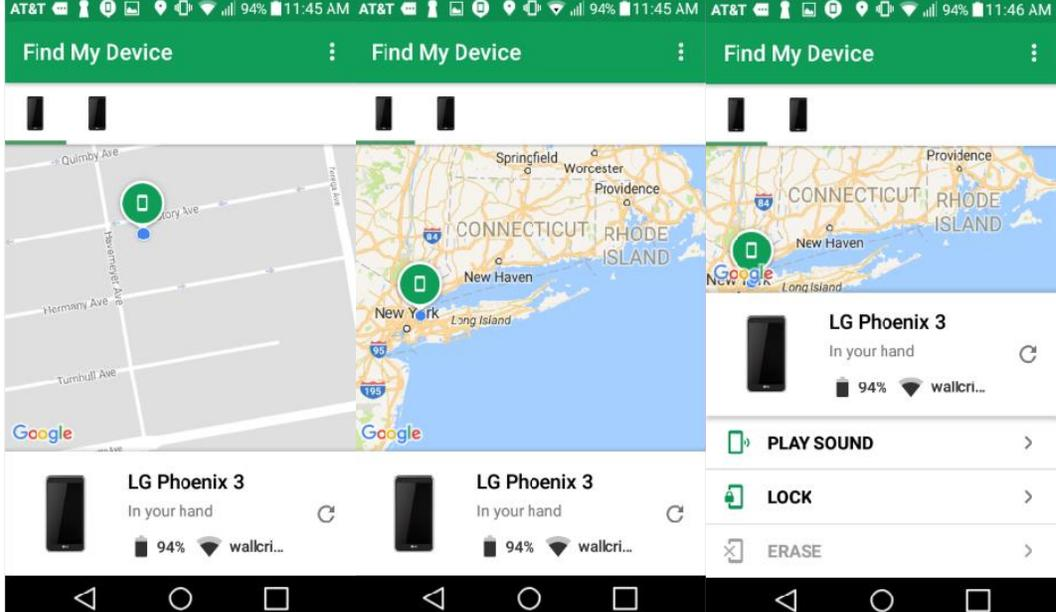 AT&T 94% 11:45 AM
Find My Device
Quimby Ave
Story Ave
Havemeyer Ave
Hermany Ave
Turnbull Ave
Google
LG Phoenix 3
In your hand
94% wallcri...
AT&T 94% 11:45 AM
Find My Device
Springfield
Worcester
Providence
84 CONNECTICUT RHODE
ISLAND
New Haven
New York
Long Island
95
195
Google
LG Phoenix 3
In your hand
94% wallcri...
AT&T 94% 11:46 AM
Find My Device
Providence
84 CONNECTICUT RHODE
ISLAND
New Haven
Google
New York
Long Island
LG Phoenix 3
In your hand
94% wallcri...
PLAY SOUND
LOCK
ERASE